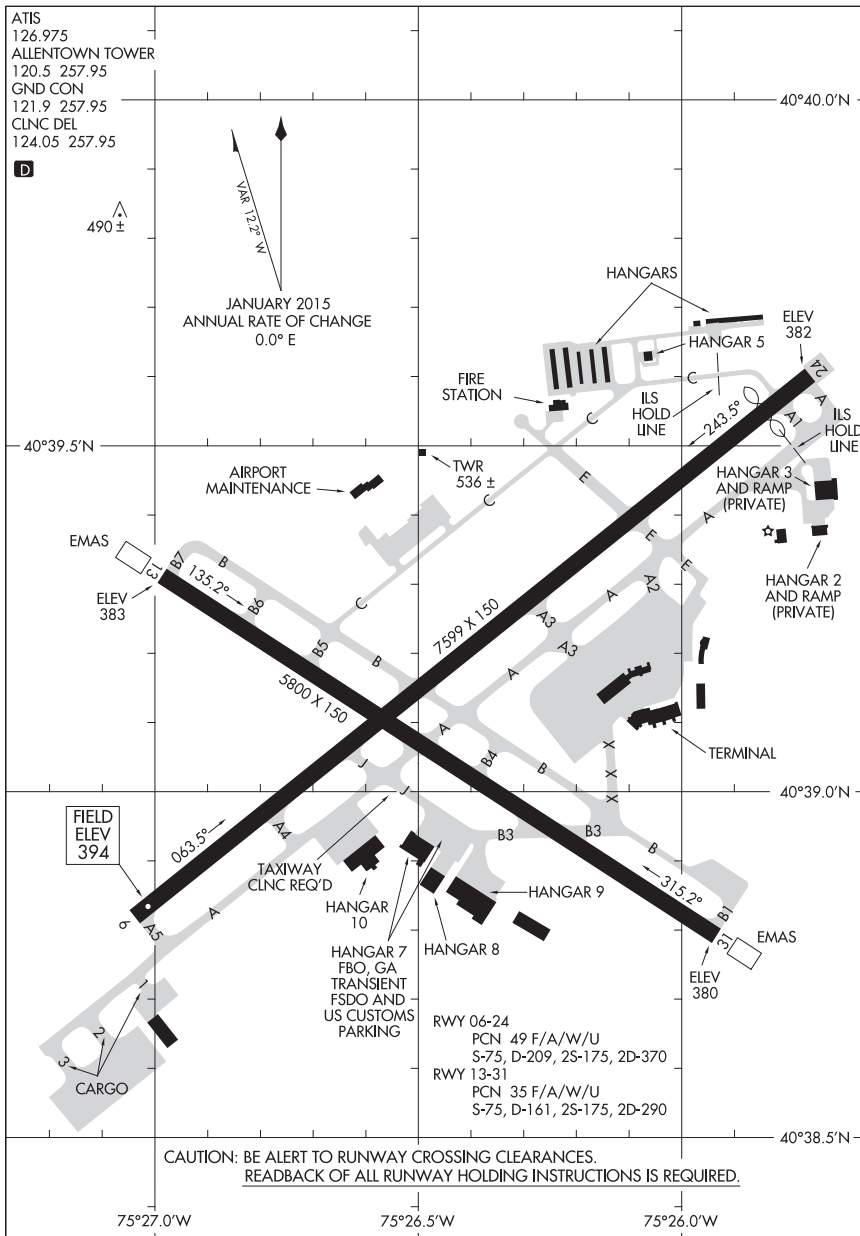 ATIS
126.975
ALLENTOWN TOWER
120.5 257.95
GND CON
121.9 257.95
CLNC DEL
124.05 257.95
D
40°40.0'N
VAR 12.2° W
490 ±
JANUARY 2015
ANNUAL RATE OF CHANGE
0.0° E
HANGARS
ELEV
382
HANGAR 5
24
FIRE
STATION
C
C
ILS
HOLD
LINE
243.5°
A
A1
ILS
HOLD
LINE
40°39.5'N
TWR
536 ±
AIRPORT
MAINTENANCE
E
C
HANGAR 3
AND RAMP
(PRIVATE)
A
E
E
EMAS
13
B7
B
135.2°
B6
ELEV
383
C
HANGAR 2
AND RAMP
(PRIVATE)
A2
A
A3
A3
7599 X 150
B5
B
A
5800 X 150
A
TERMINAL
J
B4
B
X
X
X
J
40°39.0'N
FIELD
ELEV
394
063.5°
A4
B3
B3
B
TAXIWAY
CLNC REQ'D
315.2°
HANGAR
10
HANGAR 9
HANGAR 8
A
6
A5
B1
31
EMAS
HANGAR 7
FBO, GA
TRANSIENT
FSDO AND
US CUSTOMS
PARKING
ELEV
380
1
2
3
CARGO
RWY 06-24
PCN 49 F/A/W/U
S-75, D-209, 2S-175, 2D-370
RWY 13-31
PCN 35 F/A/W/U
S-75, D-161, 2S-175, 2D-290
40°38.5'N
CAUTION: BE ALERT TO RUNWAY CROSSING CLEARANCES.
READBACK OF ALL RUNWAY HOLDING INSTRUCTIONS IS REQUIRED.
75°27.0'W
75°26.5'W
75°26.0'W